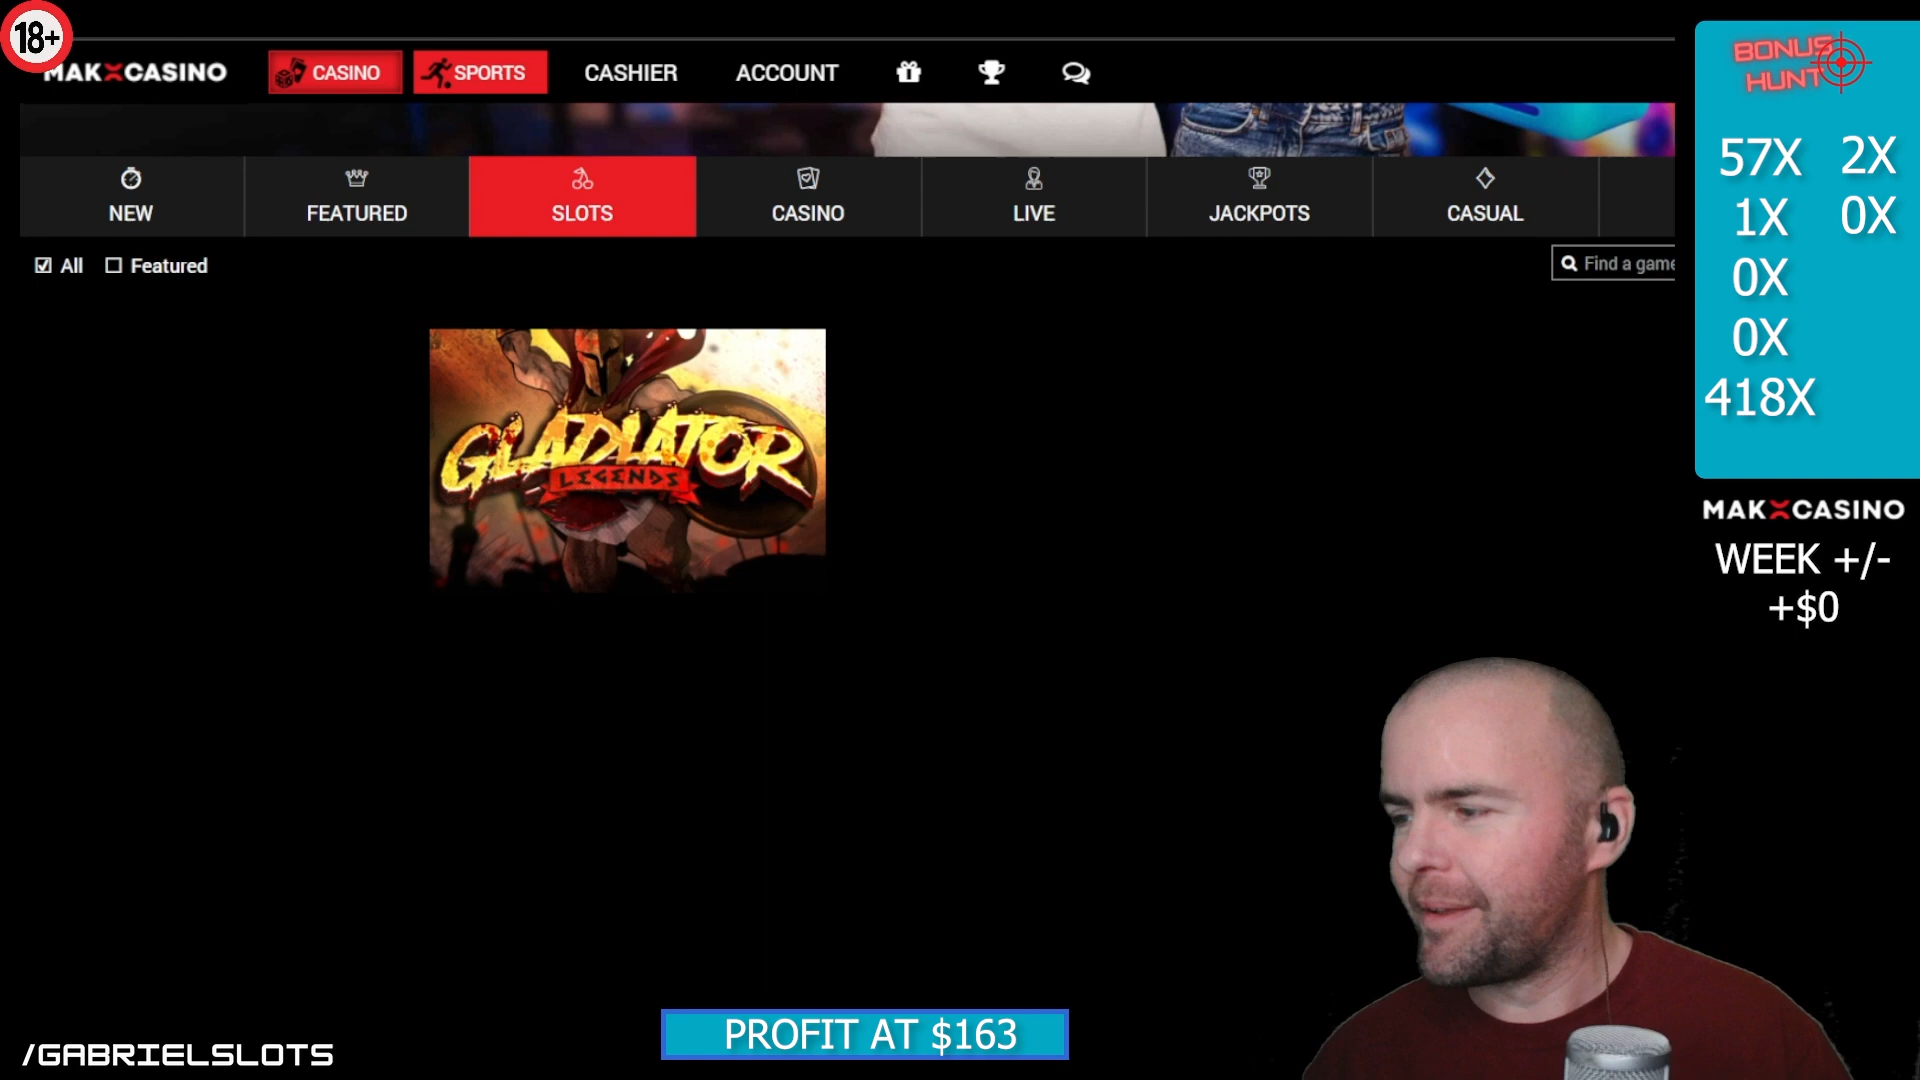 18+
MAKXCASINO
CASINO
SPORTS
CASHIER
ACCOUNT
NEW
FEATURED
SLOTS
CASINO
LIVE
JACKPOTS
CASUAL
All
Featured
Find a game
GLADIATOR
LEGENDS
BONUS
HUNT
57X 2X
1X 0X
0X
0X
418X
MAKXCASINO
WEEK +/-
+$0
PROFIT AT $163
/GABRIELSLOTS